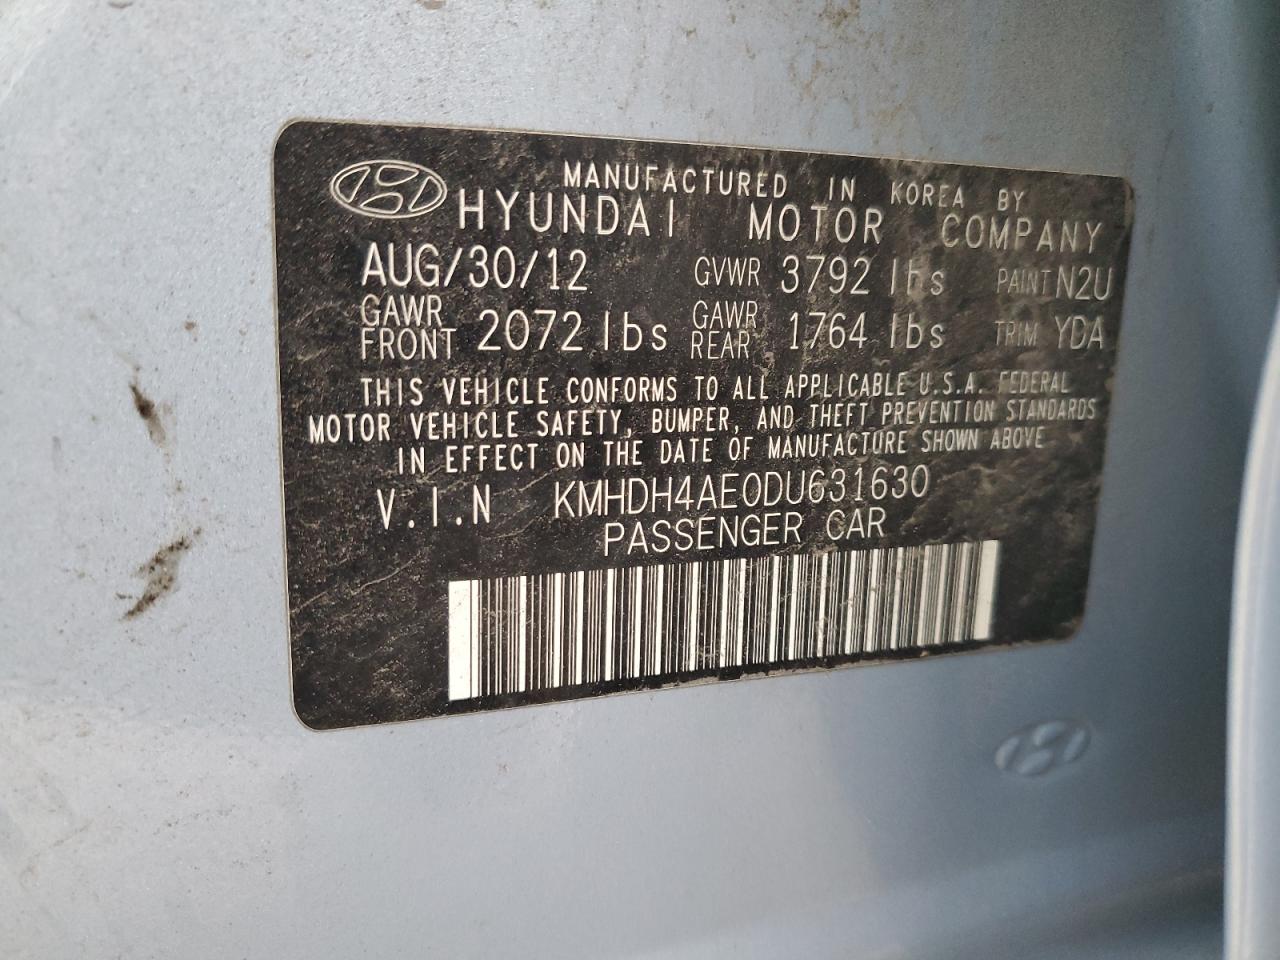 MANUFACTURED IN KOREA BY
HYUNDAI MOTOR COMPANY
AUG/30/12 GVWR 3792 lbs PAINT N2U
GAWR FRONT 2072 lbs GAWR REAR 1764 lbs TRIM YDA
THIS VEHICLE CONFORMS TO ALL APPLICABLE U.S.A. FEDERAL
MOTOR VEHICLE SAFETY, BUMPER, AND THEFT PREVENTION STANDARDS
IN EFFECT ON THE DATE OF MANUFACTURE SHOWN ABOVE
V.I.N KMHDH4AE0DU631630
PASSENGER CAR